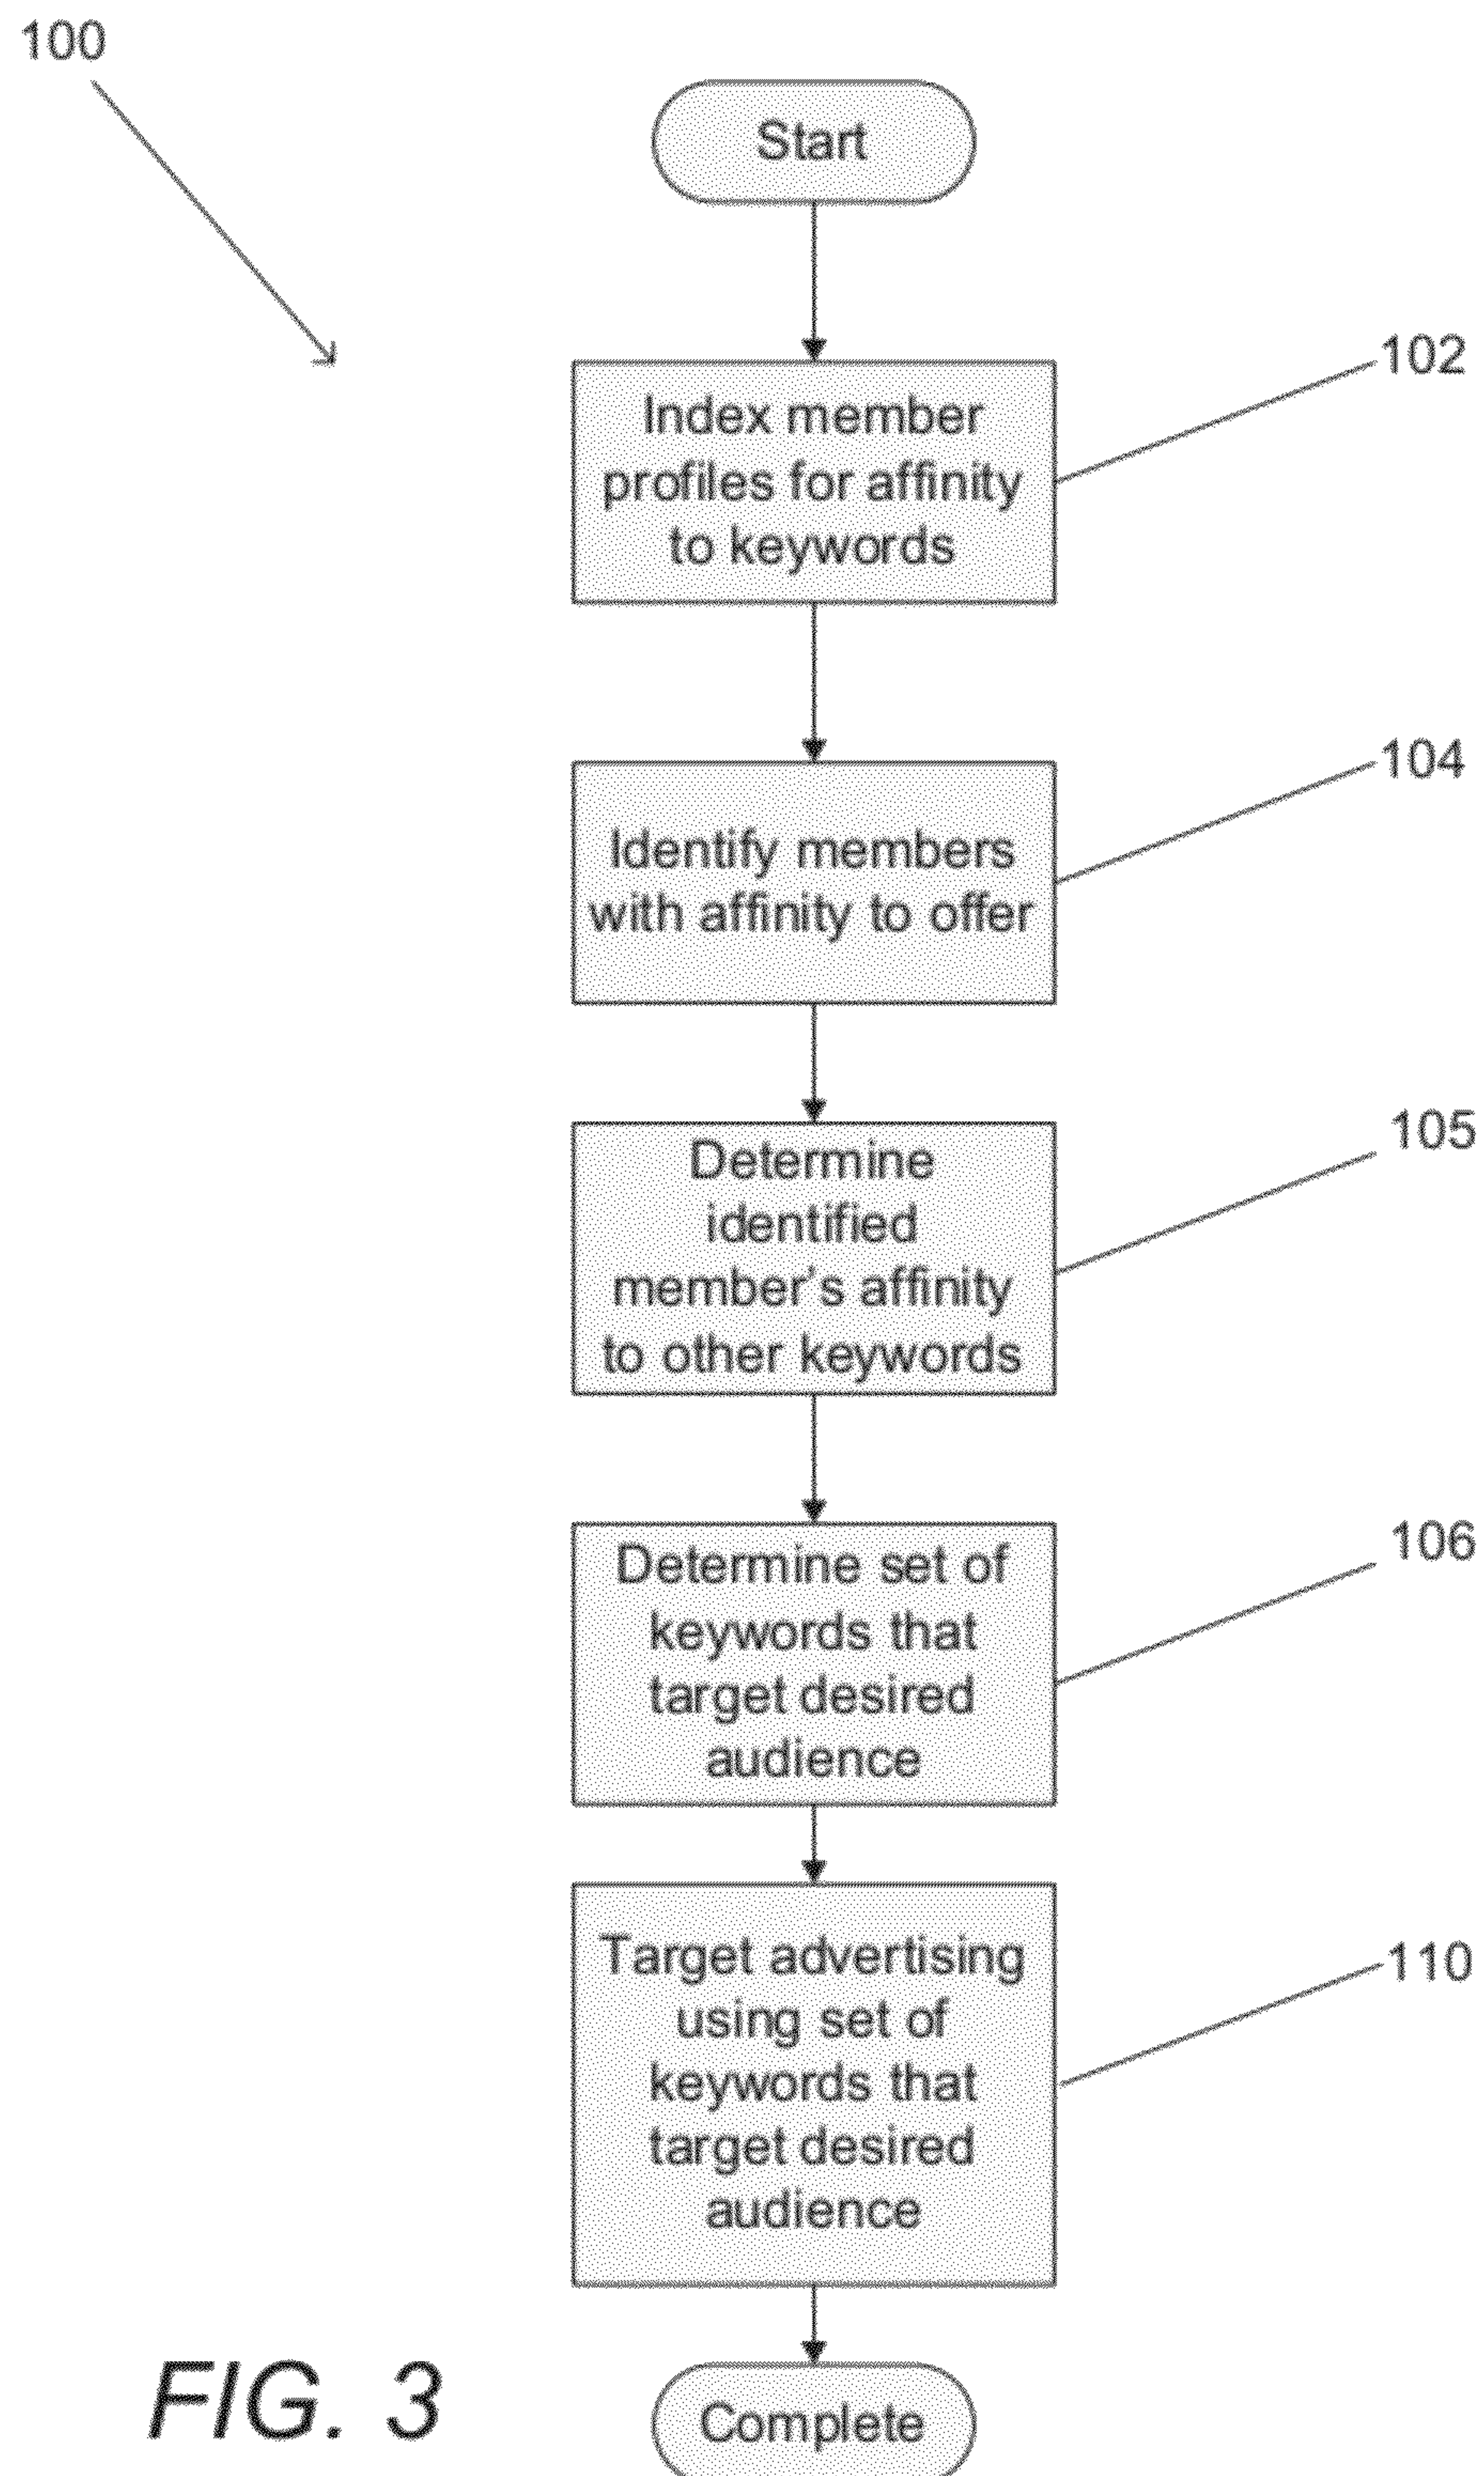 100
Start
102
Index member
profiles for affinity
to keywords
104
Identify members
with affinity to offer
105
Determine
identified
member's affinity
to other keywords
106
Determine set of
keywords that
target desired
audience
110
Target advertising
using set of
keywords that
target desired
audience
Complete
FIG. 3